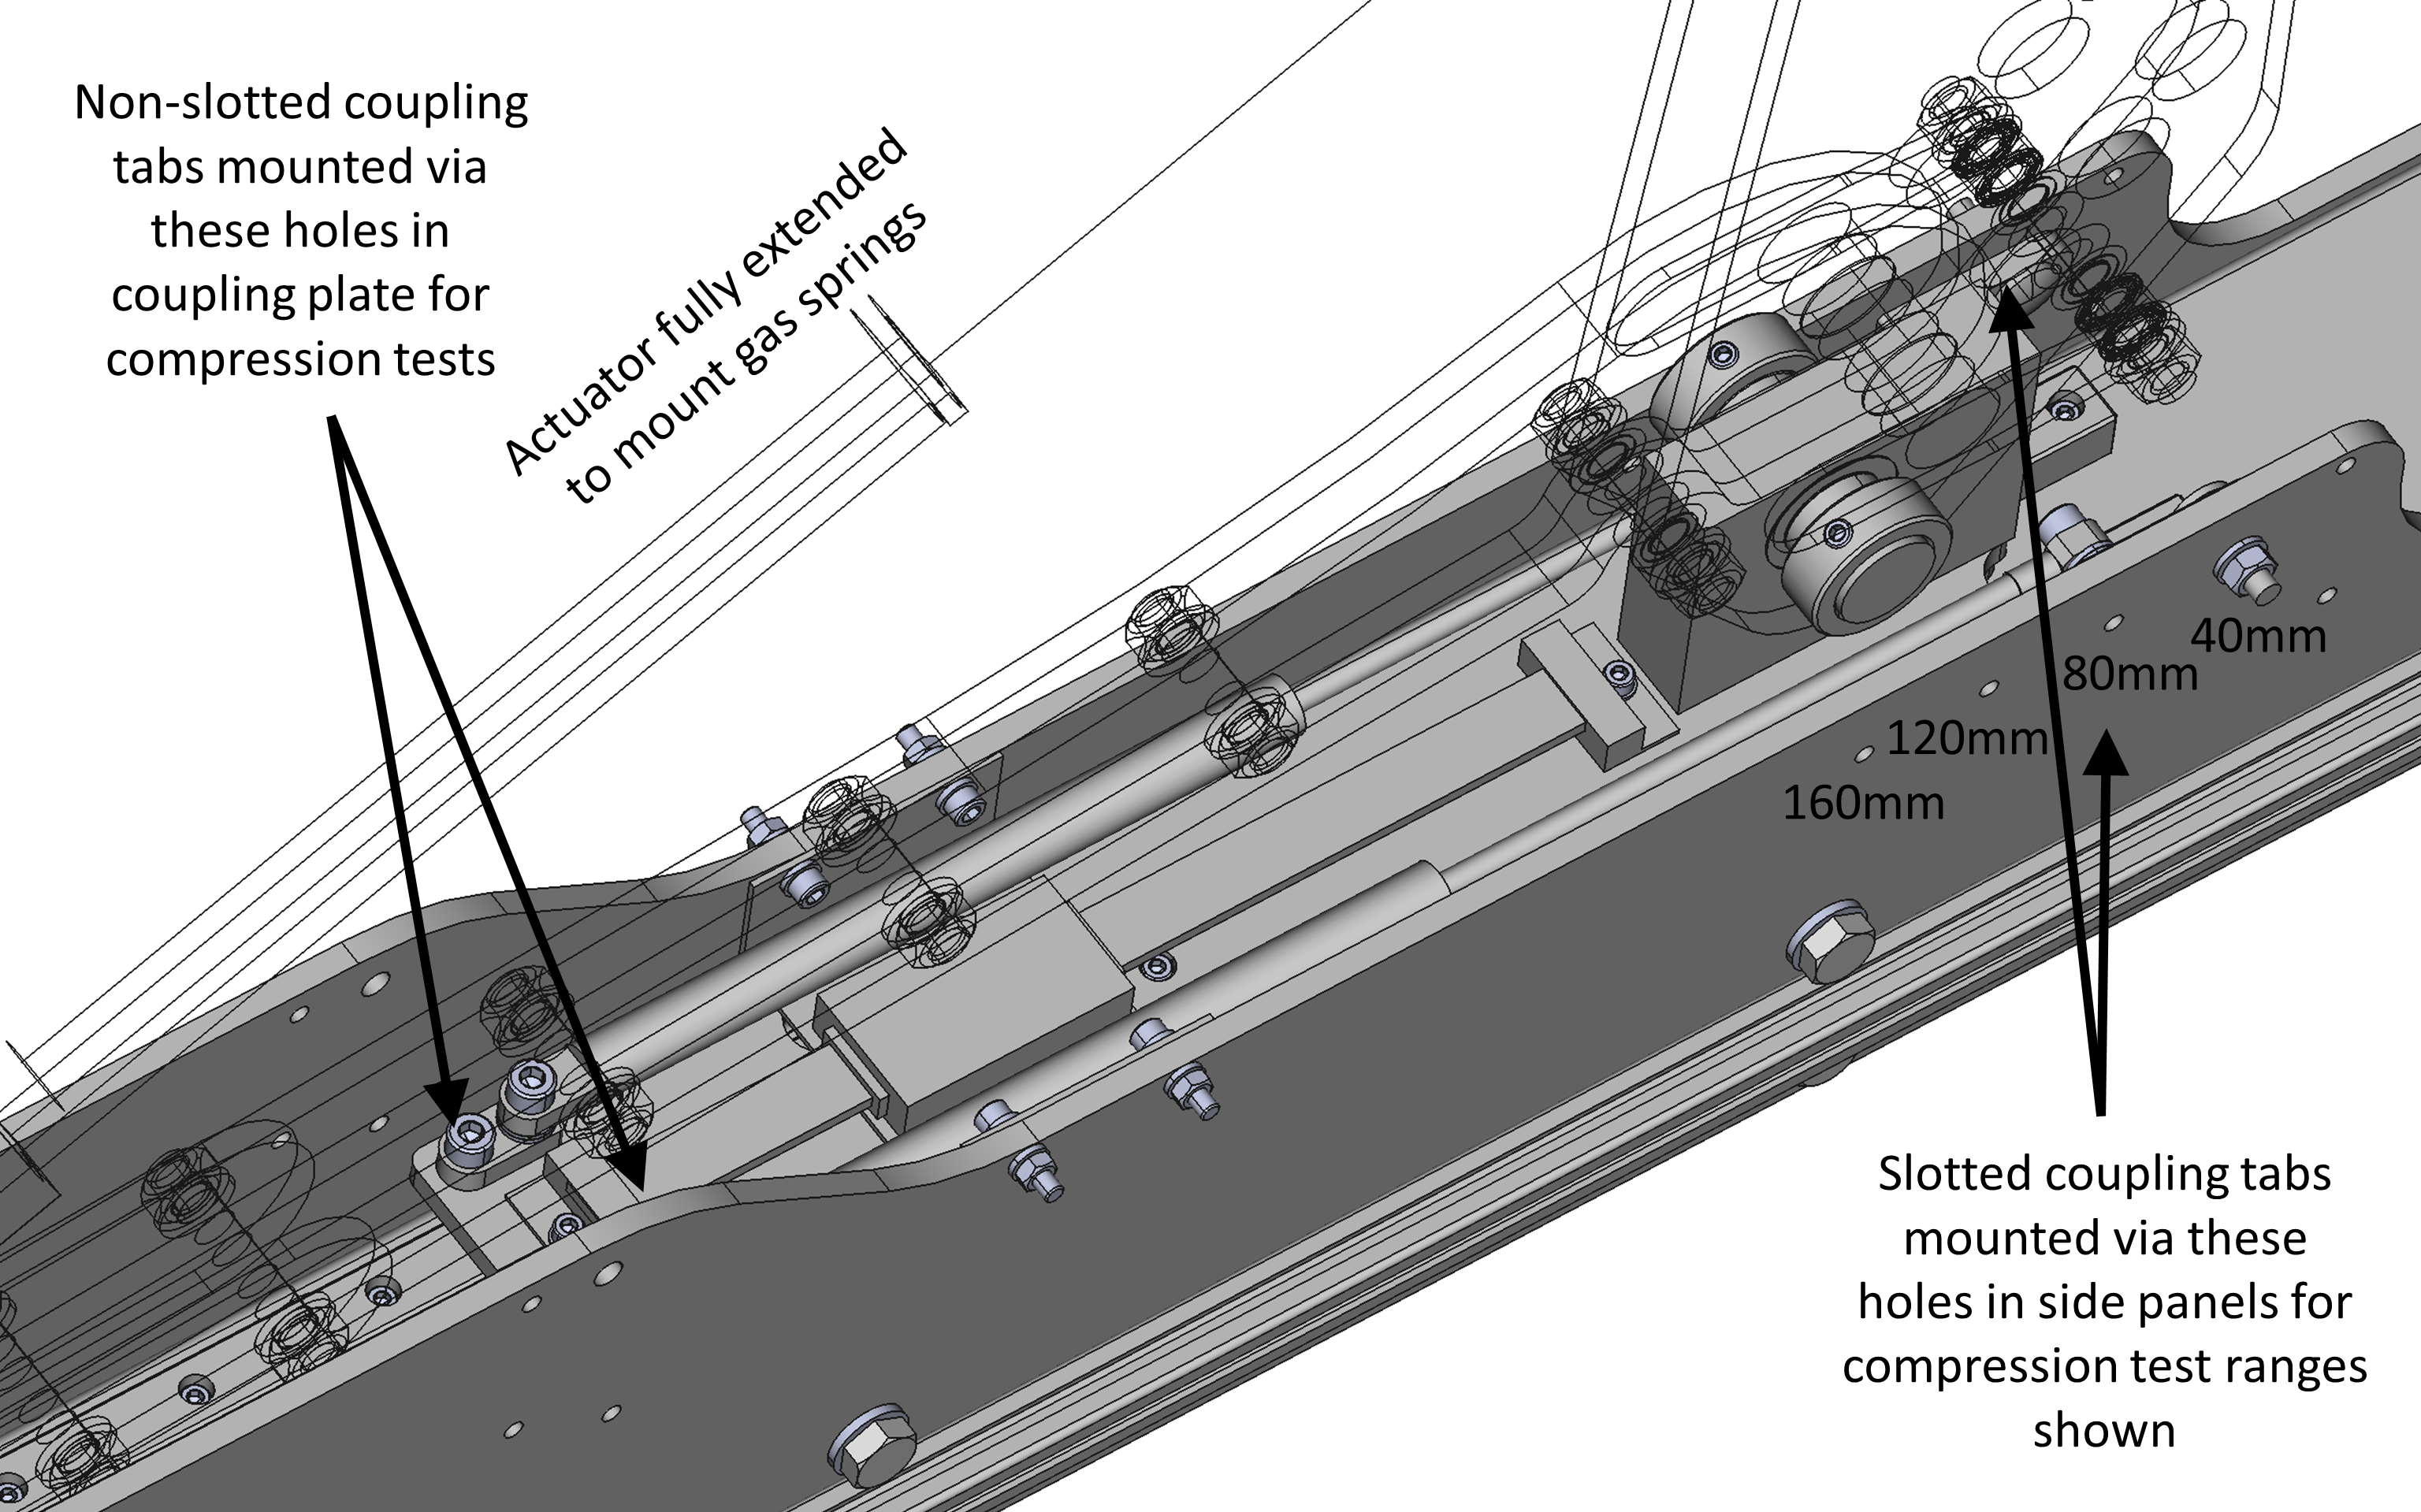 Non-slotted coupling
tabs mounted via
these holes in
coupling plate for
compression tests
Actuator fully extended
to mount gas springs
40mm
80mm
120mm
160mm
Slotted coupling tabs
mounted via these
holes in side panels for
compression test ranges
shown